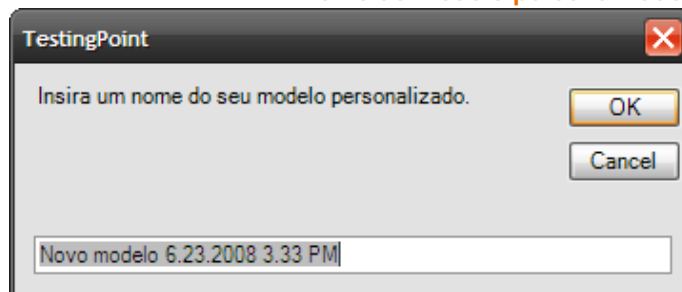 TestingPoint
Insira um nome do seu modelo personalizado.
OK
Cancel
Novo modelo 6.23.2008 3.33 PM